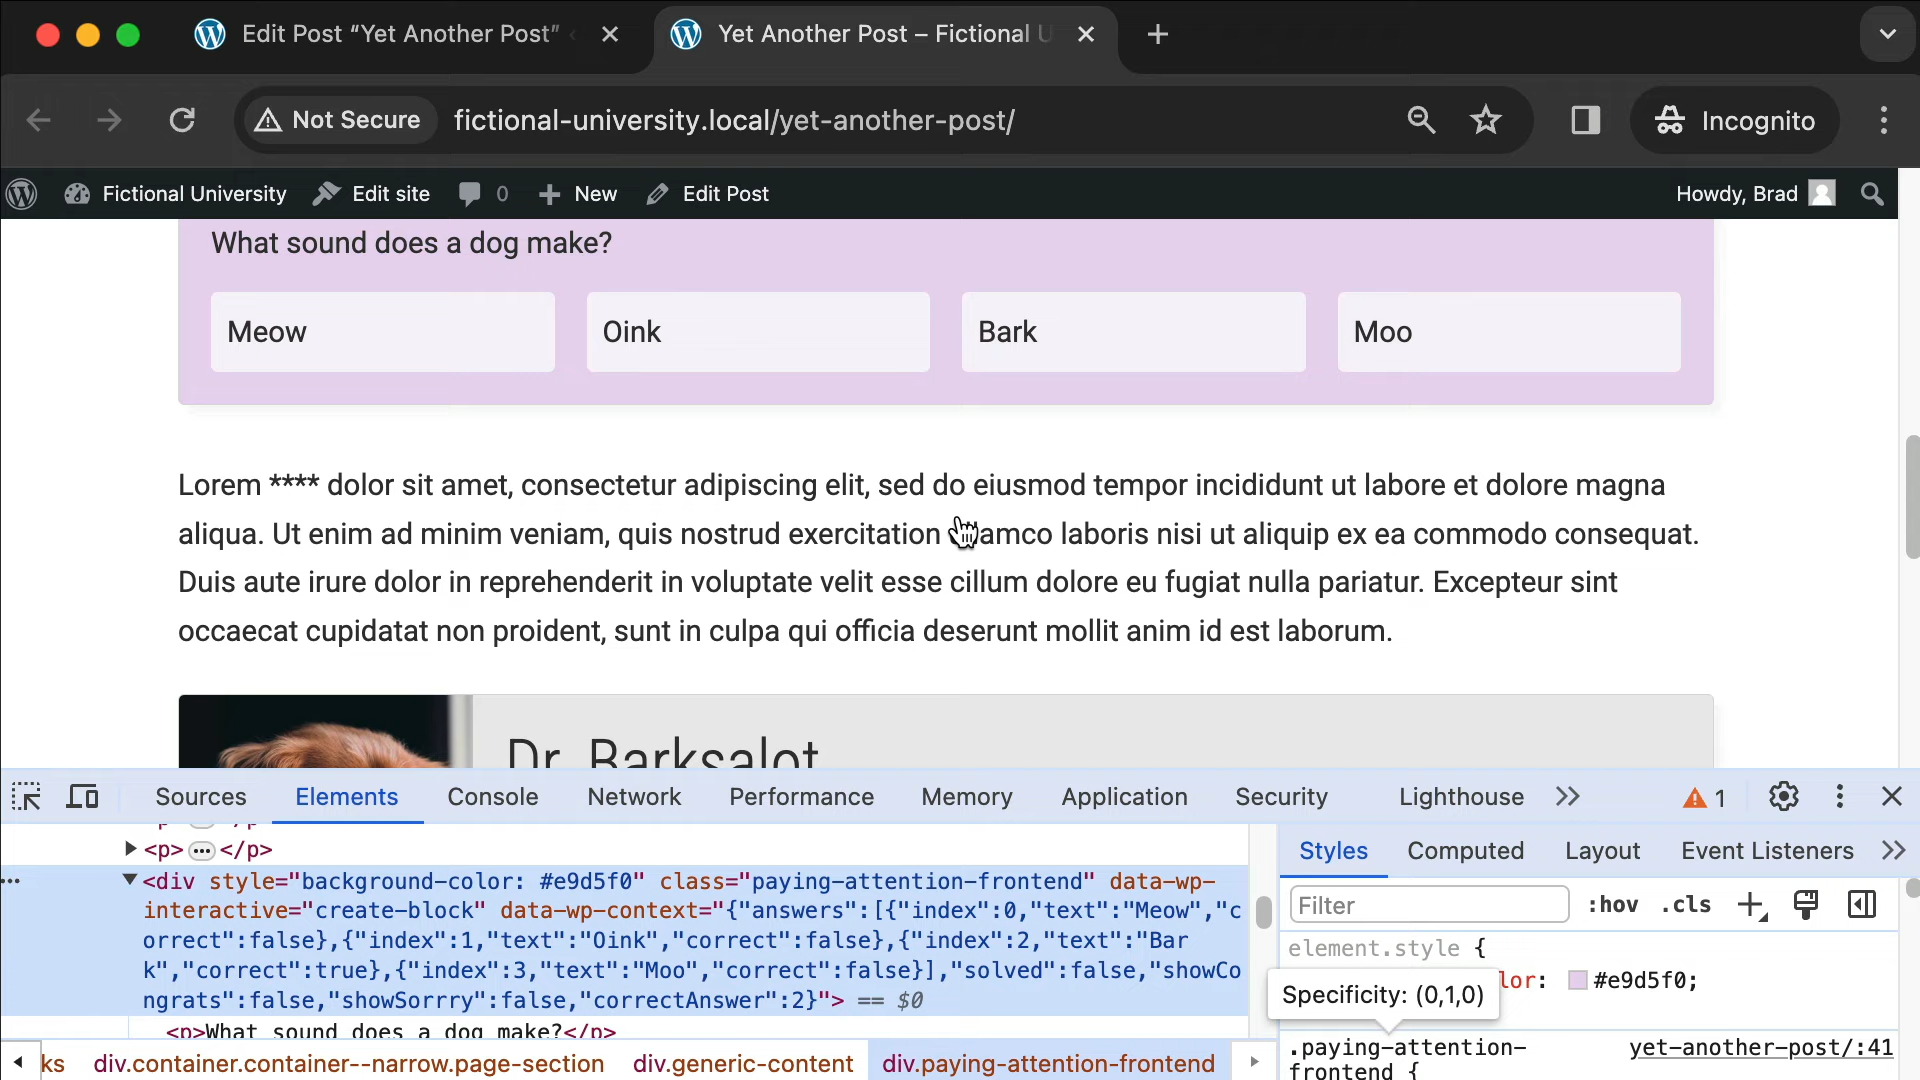 Edit Post “Yet Another Post”
Yet Another Post – Fictional U
Not Secure
fictional-university.local/yet-another-post/
Incognito
Fictional University
Edit site
0
New
Edit Post
Howdy, Brad
What sound does a dog make?
Meow
Oink
Bark
Moo
Lorem **** dolor sit amet, consectetur adipiscing elit, sed do eiusmod tempor incididunt ut labore et dolore magna
aliqua. Ut enim ad minim veniam, quis nostrud exercitation amco laboris nisi ut aliquip ex ea commodo consequat.
Duis aute irure dolor in reprehenderit in voluptate velit esse cillum dolore eu fugiat nulla pariatur. Excepteur sint
occaecat cupidatat non proident, sunt in culpa qui officia deserunt mollit anim id est laborum.
Dr. Barksalot
Sources
Elements
Console
Network
Performance
Memory
Application
Security
Lighthouse
1
<p> … </p>
<div style="background-color: #e9d5f0" class="paying-attention-frontend" data-wp-
interactive="create-block" data-wp-context="{"answers":[{"index":0,"text":"Meow","c
orrect":false},{"index":1,"text":"Oink","correct":false},{"index":2,"text":"Bar
k","correct":true},{"index":3,"text":"Moo","correct":false}],"solved":false,"showCo
ngrats":false,"showSorrry":false,"correctAnswer":2}"> == $0
<p>What sound does a dog make?</p>
ks
div.container.container--narrow.page-section
div.generic-content
div.paying-attention-frontend
Styles
Computed
Layout
Event Listeners
Filter
:hov
.cls
element.style {
lor: #e9d5f0;
Specificity: (0,1,0)
.paying-attention-
yet-another-post/:41
frontend {